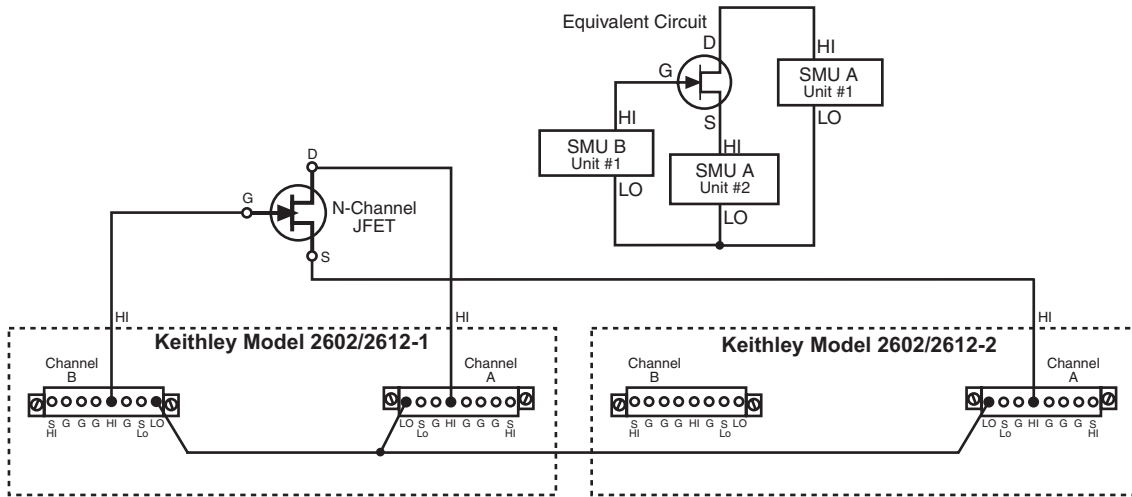 Equivalent Circuit
D
HI
G
SMU A
Unit #1
HI
S
LO
SMU B
Unit #1
HI
SMU A
Unit #2
LO
LO
D
G
N-Channel
JFET
S
HI
HI
HI
Keithley Model 2602/2612-1
Channel
B
Channel
A
S G G G HI G S LO
HI Lo
LO S G HI G G G S
Lo HI
Keithley Model 2602/2612-2
Channel
B
Channel
A
S G G G HI G S LO
HI Lo
LO S G HI G G G S
Lo HI